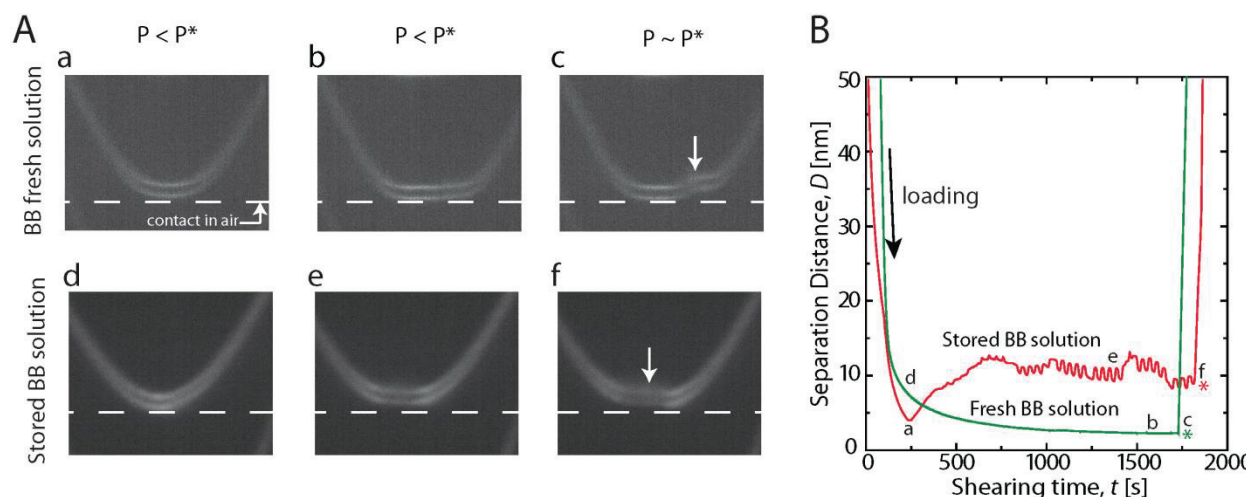 A
P < P*
P < P*
P ~ P*
BB fresh solution
a
b
c
contact in air
Stored BB solution
d
e
f
B
Separation Distance, D [nm]
50
40
30
20
10
0
loading
Stored BB solution
e
f
*
d
Fresh BB solution
a
b
c
*
0
500
1000
1500
2000
Shearing time, t [s]